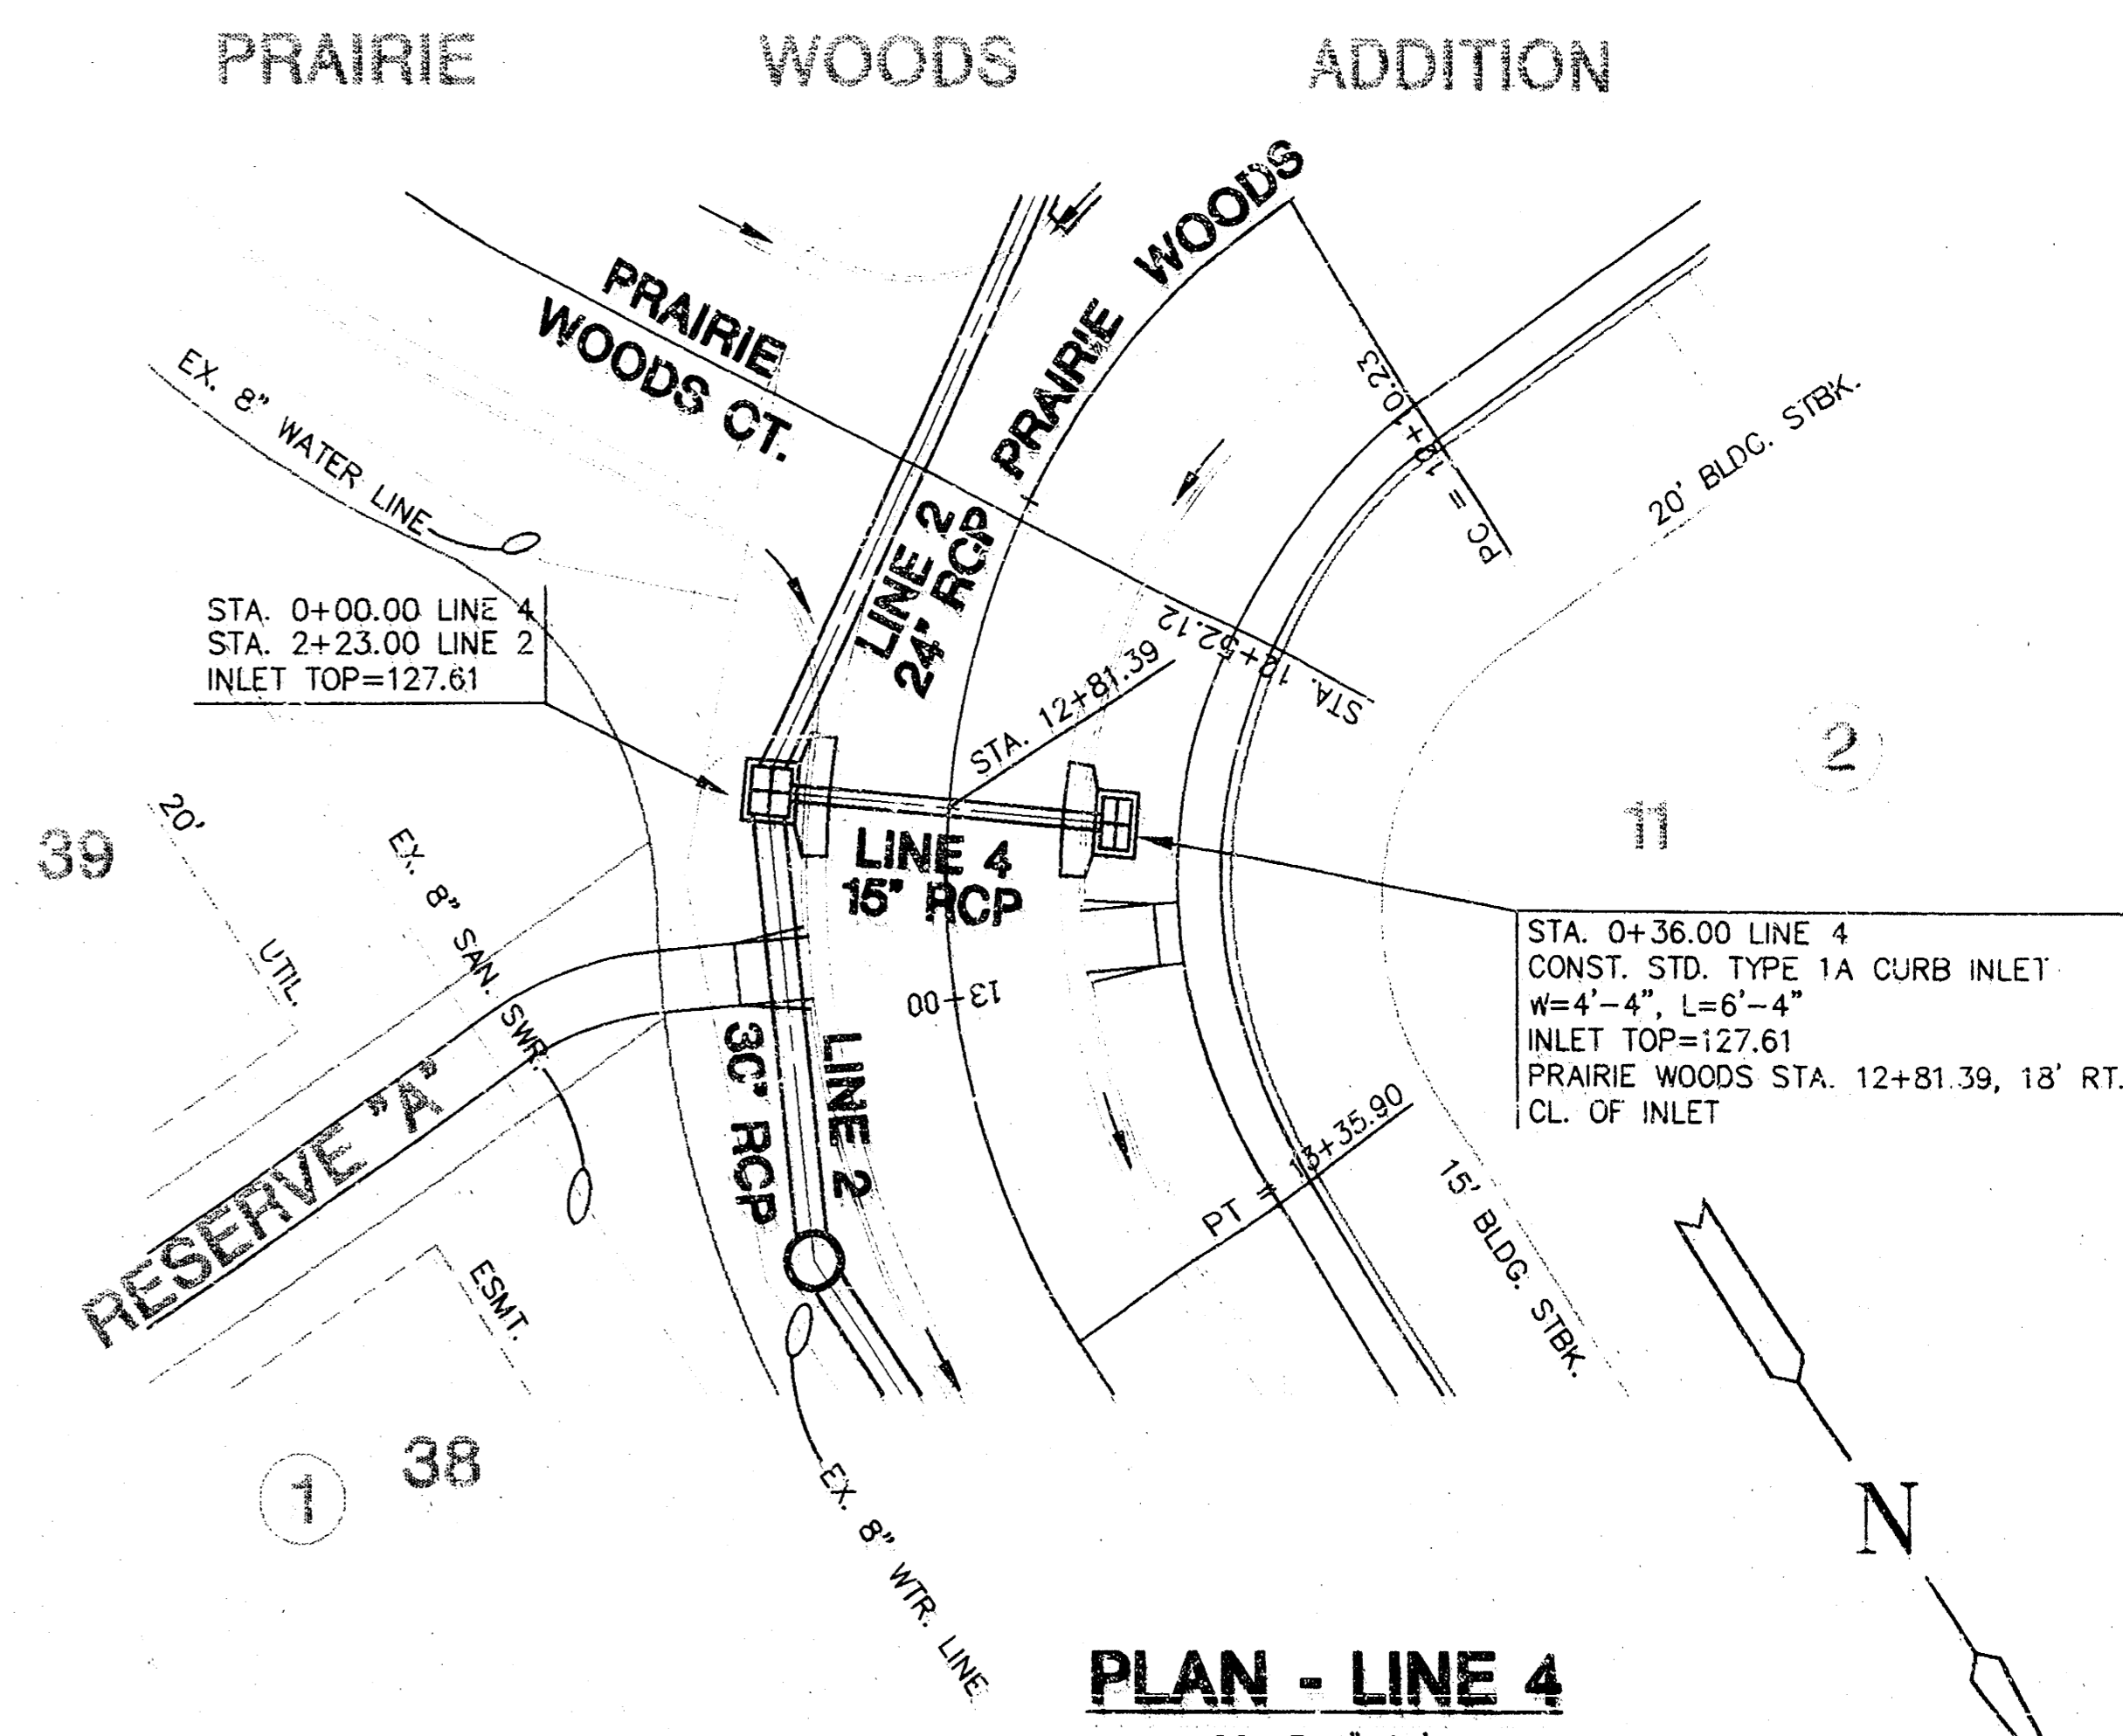 PRAIRIE WOODS ADDITION
PRAIRIE WOODS
PRAIRIE
WOODS CT.
EX. 8" WATER LINE
LINE 2
24" RCP
20' BLDG. STBK.
STA. 12+52.12
STA. 12+81.39
STA. 0+00.00 LINE 4
STA. 2+23.00 LINE 2
INLET TOP=127.61
2
11
39
20'
UTIL.
EX. 8" SAN. SWR.
LINE 4
15" RCP
13+00
STA. 0+36.00 LINE 4
CONST. STD. TYPE 1A CURB INLET
W=4'-4", L=6'-4"
INLET TOP=127.61
PRAIRIE WOODS STA. 12+81.39, 18' RT.
CL. OF INLET
RESERVE "A"
30" RCP
LINE 2
PT = 13+35.90
15' BLDG. STBK.
ESMT.
1
38
EX. 8" WTR. LINE
N
PLAN - LINE 4